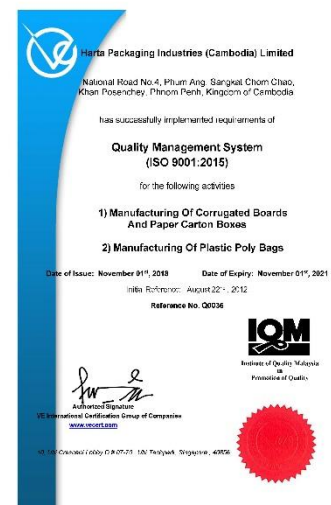 VE
Harta Packaging Industries (Cambodia) Limited
National Road No.4, Phum Ang, Sangkat Chom Chao,
Khan Posenchey, Phnom Penh, Kingdom of Cambodia
has successfully implemented requirements of
Quality Management System
(ISO 9001:2015)
for the following activities
1) Manufacturing Of Corrugated Boards
And Paper Carton Boxes
2) Manufacturing Of Plastic Poly Bags
Date of Issue: November 01st, 2018 Date of Expiry: November 01st, 2021
August 2012
Reference No. Q0036
IQM
Institute of Quality Malaysia
Promotion of Quality
Authorized Signature
VE International Certification Group of Companies
www.vecert.com
Singapore